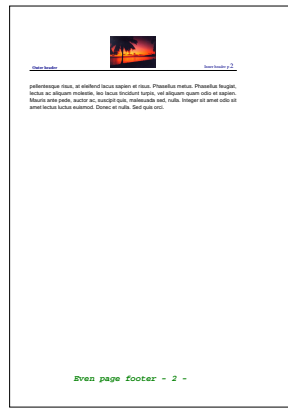 Outer header
Inner header p 2
pellentesque risus, at eleifend lacus sapien et risus. Phasellus metus. Phasellus feugiat,
lectus ac aliquam molestie, leo lacus tincidunt turpis, vel aliquam quam odio et sapien.
Mauris ante pede, auctor ac, suscipit quis, malesuada sed, nulla. Integer sit amet odio sit
amet lectus luctus euismod. Donec et nulla. Sed quis orci.
Even page footer - 2 -